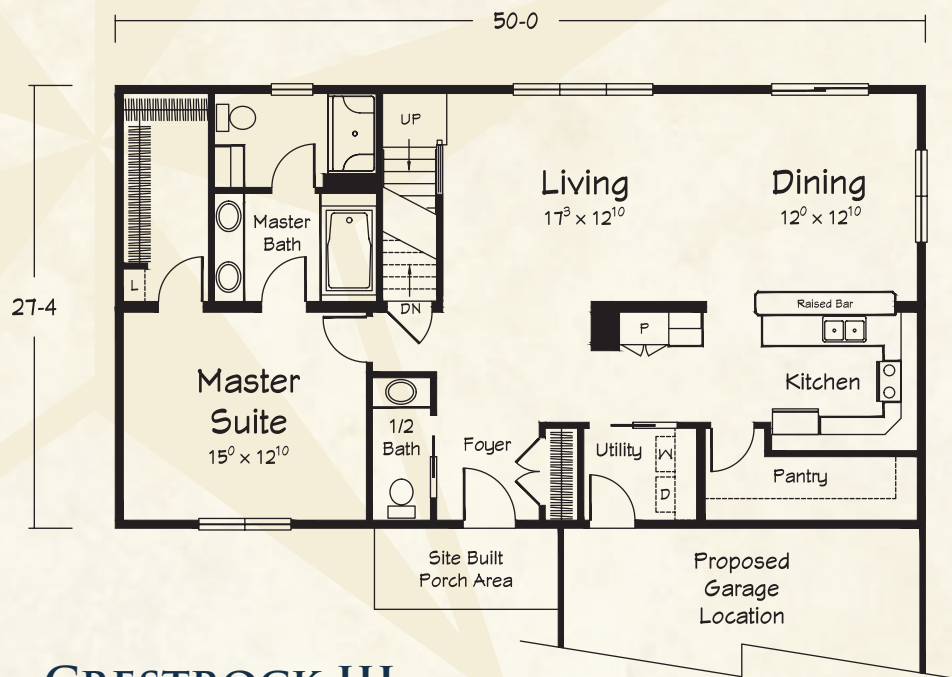 50-0
UP
Living
17³ x 12¹⁰
Dining
12⁰ x 12¹⁰
Master
Bath
L
27-4
DN
Raised Bar
P
Kitchen
Master
Suite
15⁰ x 12¹⁰
1/2
Bath
Foyer
Utility
W
D
Pantry
Site Built
Porch Area
Proposed
Garage
Location
CRESTROCK III